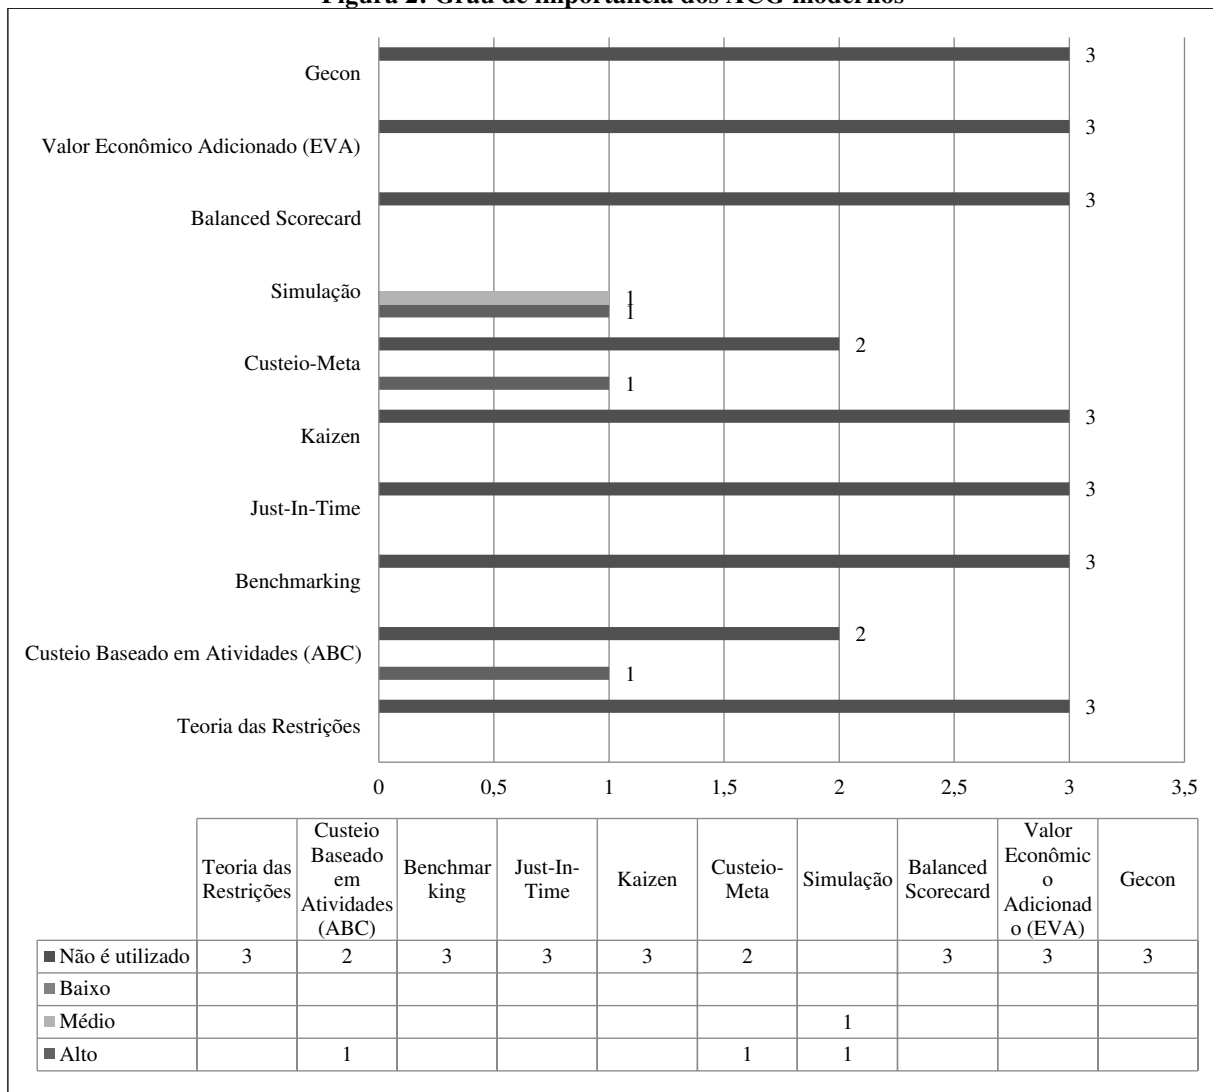 Figura 2: Grau de importância dos ACG modernos
Gecon
3
Valor Econômico Adicionado (EVA)
3
Balanced Scorecard
3
Simulação
1
1
Custeio-Meta
2
1
Kaizen
3
Just-In-Time
3
Benchmarking
3
Custeio Baseado em Atividades (ABC)
2
1
Teoria das Restrições
3
0 0,5 1 1,5 2 2,5 3 3,5
Teoria das
Restrições
Custeio
Baseado
em
Atividades
(ABC)
Benchmar
king
Just-In-
Time
Kaizen
Custeio-
Meta
Simulação
Balanced
Scorecard
Valor
Econômic
o
Adicionad
o (EVA)
Gecon
Não é utilizado 3 2 3 3 3 2 3 3 3
Baixo
Médio 1
Alto 1 1 1